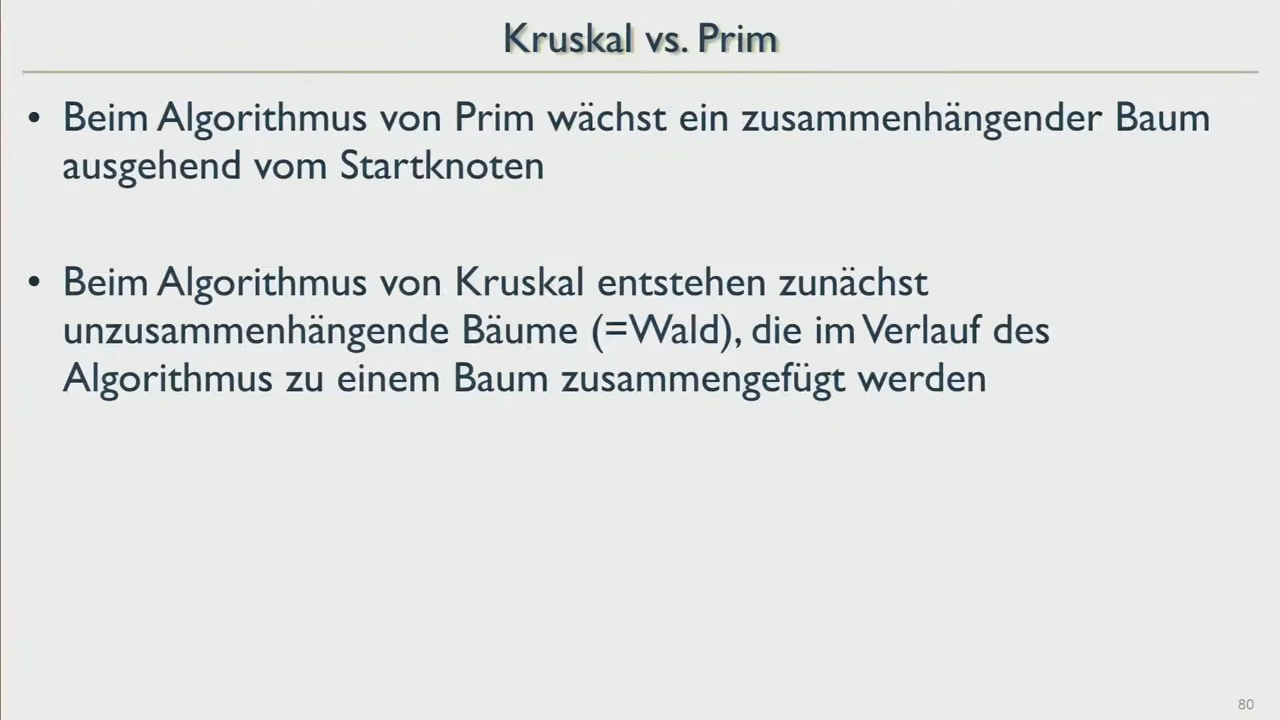 Kruskal vs. Prim
• Beim Algorithmus von Prim wächst ein zusammenhängender Baum
ausgehend vom Startknoten
• Beim Algorithmus von Kruskal entstehen zunächst
unzusammenhängende Bäume (=Wald), die im Verlauf des
Algorithmus zu einem Baum zusammengefügt werden
80